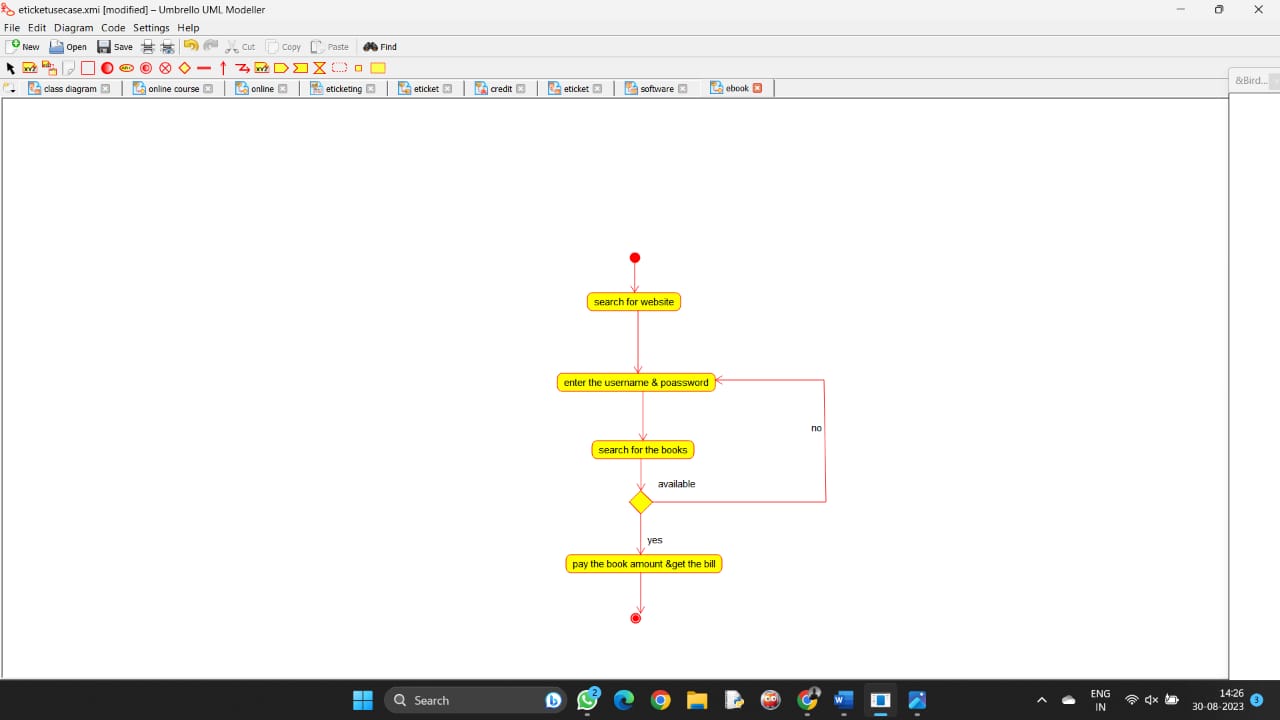 eticketusecase.xmi [modified] – Umbrello UML Modeller
File Edit Diagram Code Settings Help
New Open Save Cut Copy Paste Find
class diagram online course online eticketing eticket credit eticket software ebook
&Bird...
search for website
enter the username & poassword
no
search for the books
available
yes
pay the book amount &get the bill
Search
2
ENG
IN
14:26
30-08-2023
3